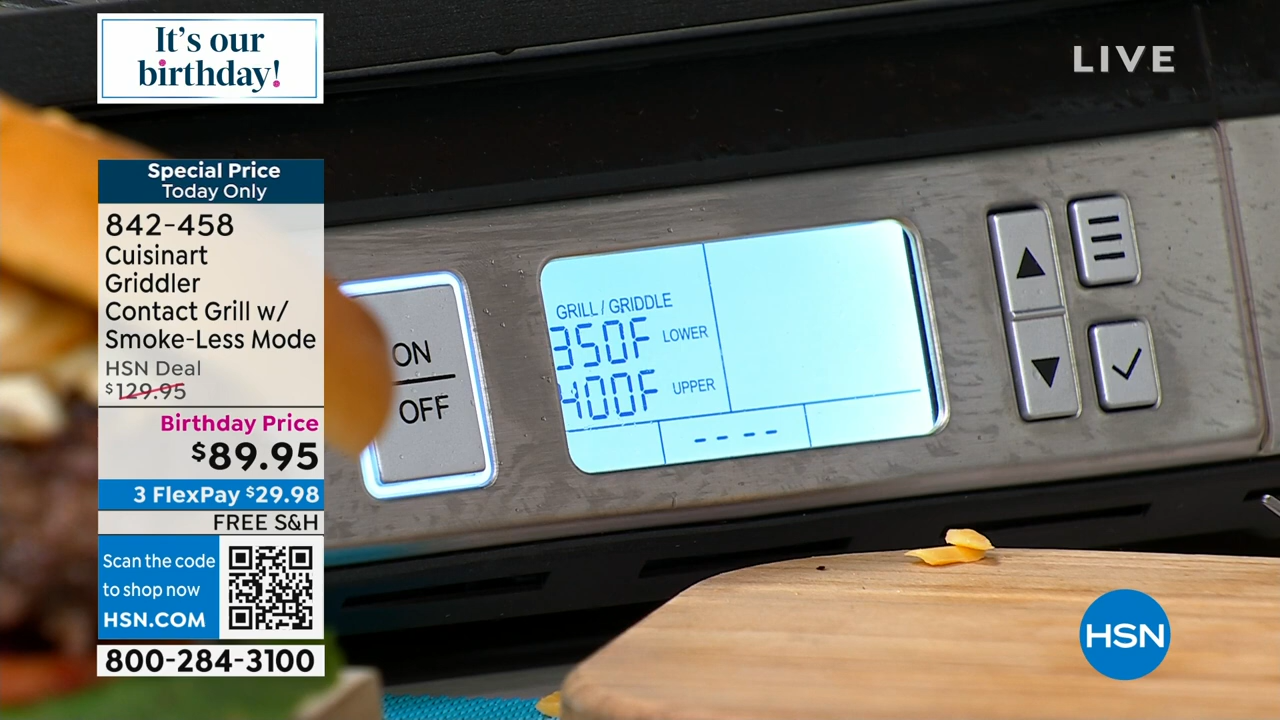 It's our
birthday!
LIVE
Special Price
Today Only
842-458
Cuisinart
Griddler
Contact Grill w/
Smoke-Less Mode
HSN Deal
$129.95
Birthday Price
$89.95
3 FlexPay $29.98
FREE S&H
Scan the code
to shop now
HSN.COM
800-284-3100
ON
OFF
GRILL / GRIDDLE
350F LOWER
400F UPPER
----
HSN